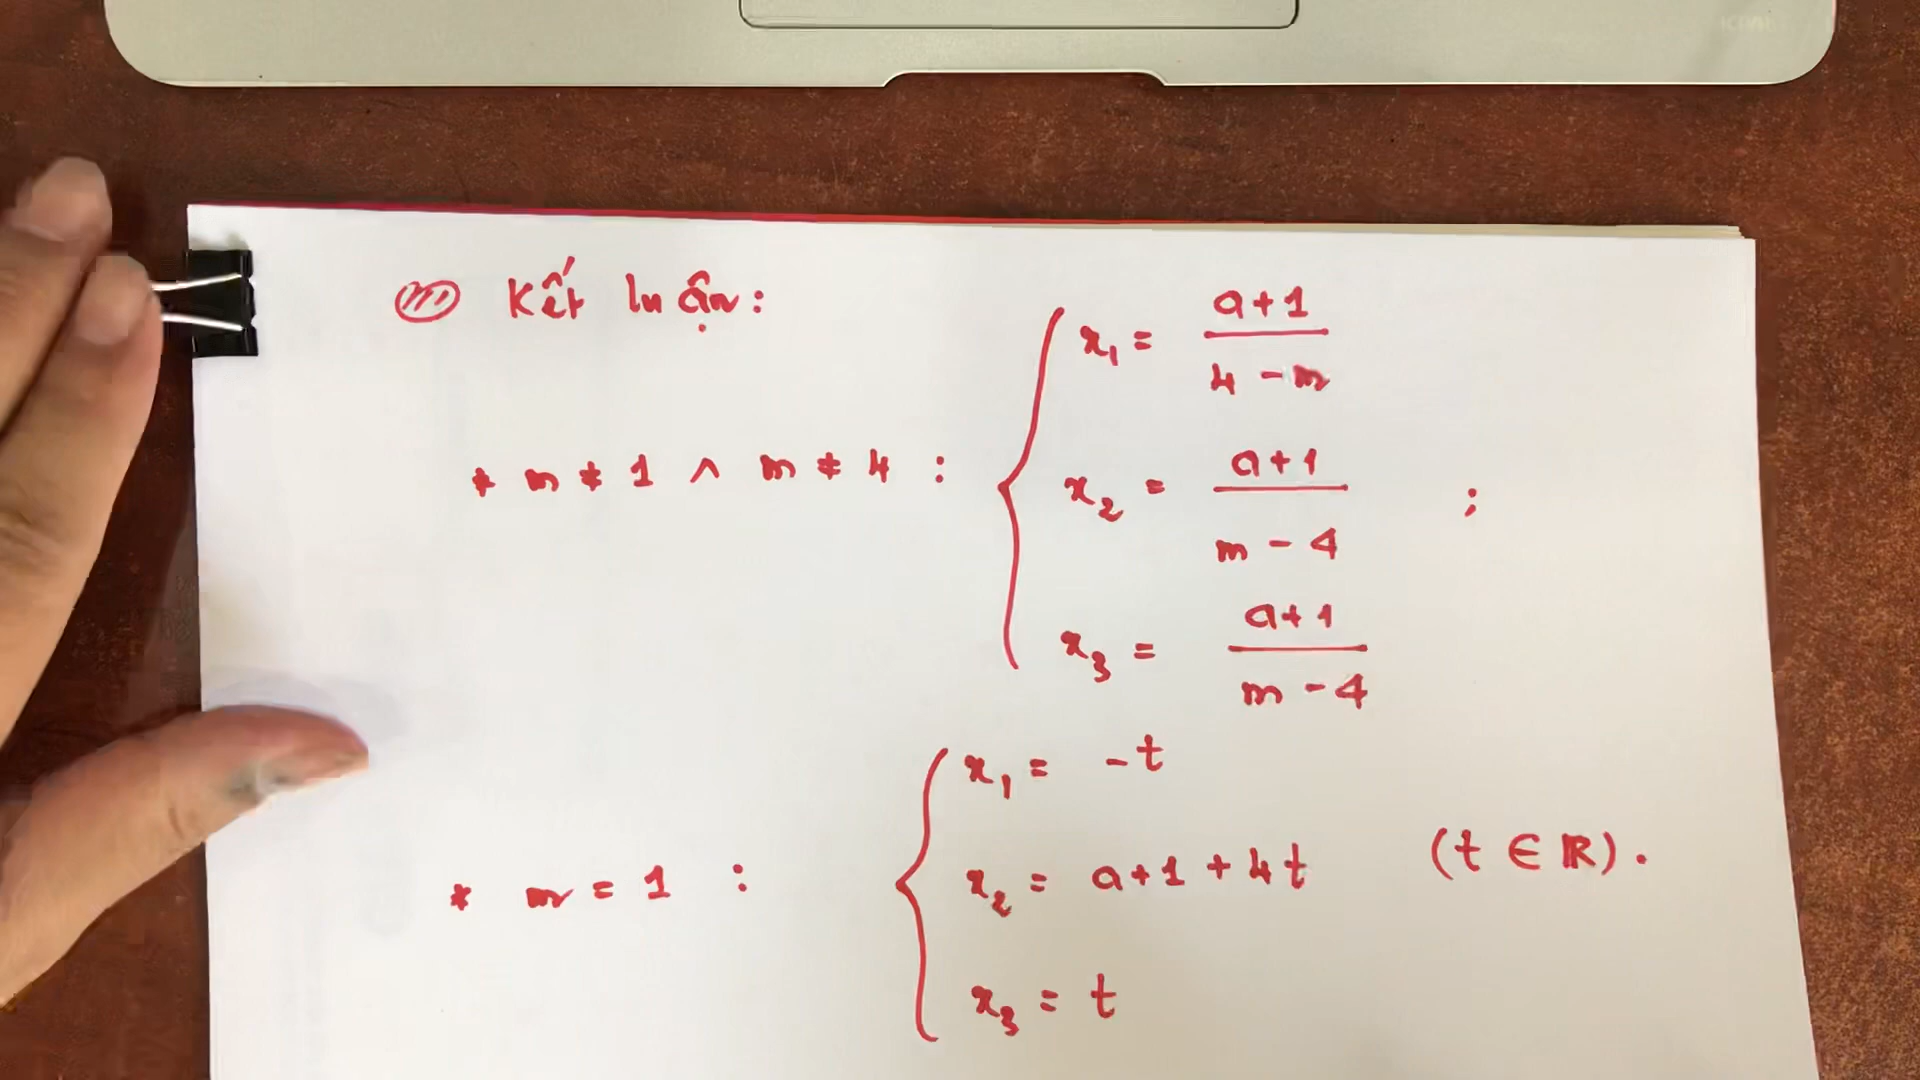 Kết luận:
x₁ = (a+1)/(4-m)
* m ≠ 1 ∧ m ≠ 4 : x₂ = (a+1)/(m-4) ;
x₃ = (a+1)/(m-4)
x₁ = -t
* m = 1 : x₂ = a+1+4t (t ∈ ℝ).
x₃ = t